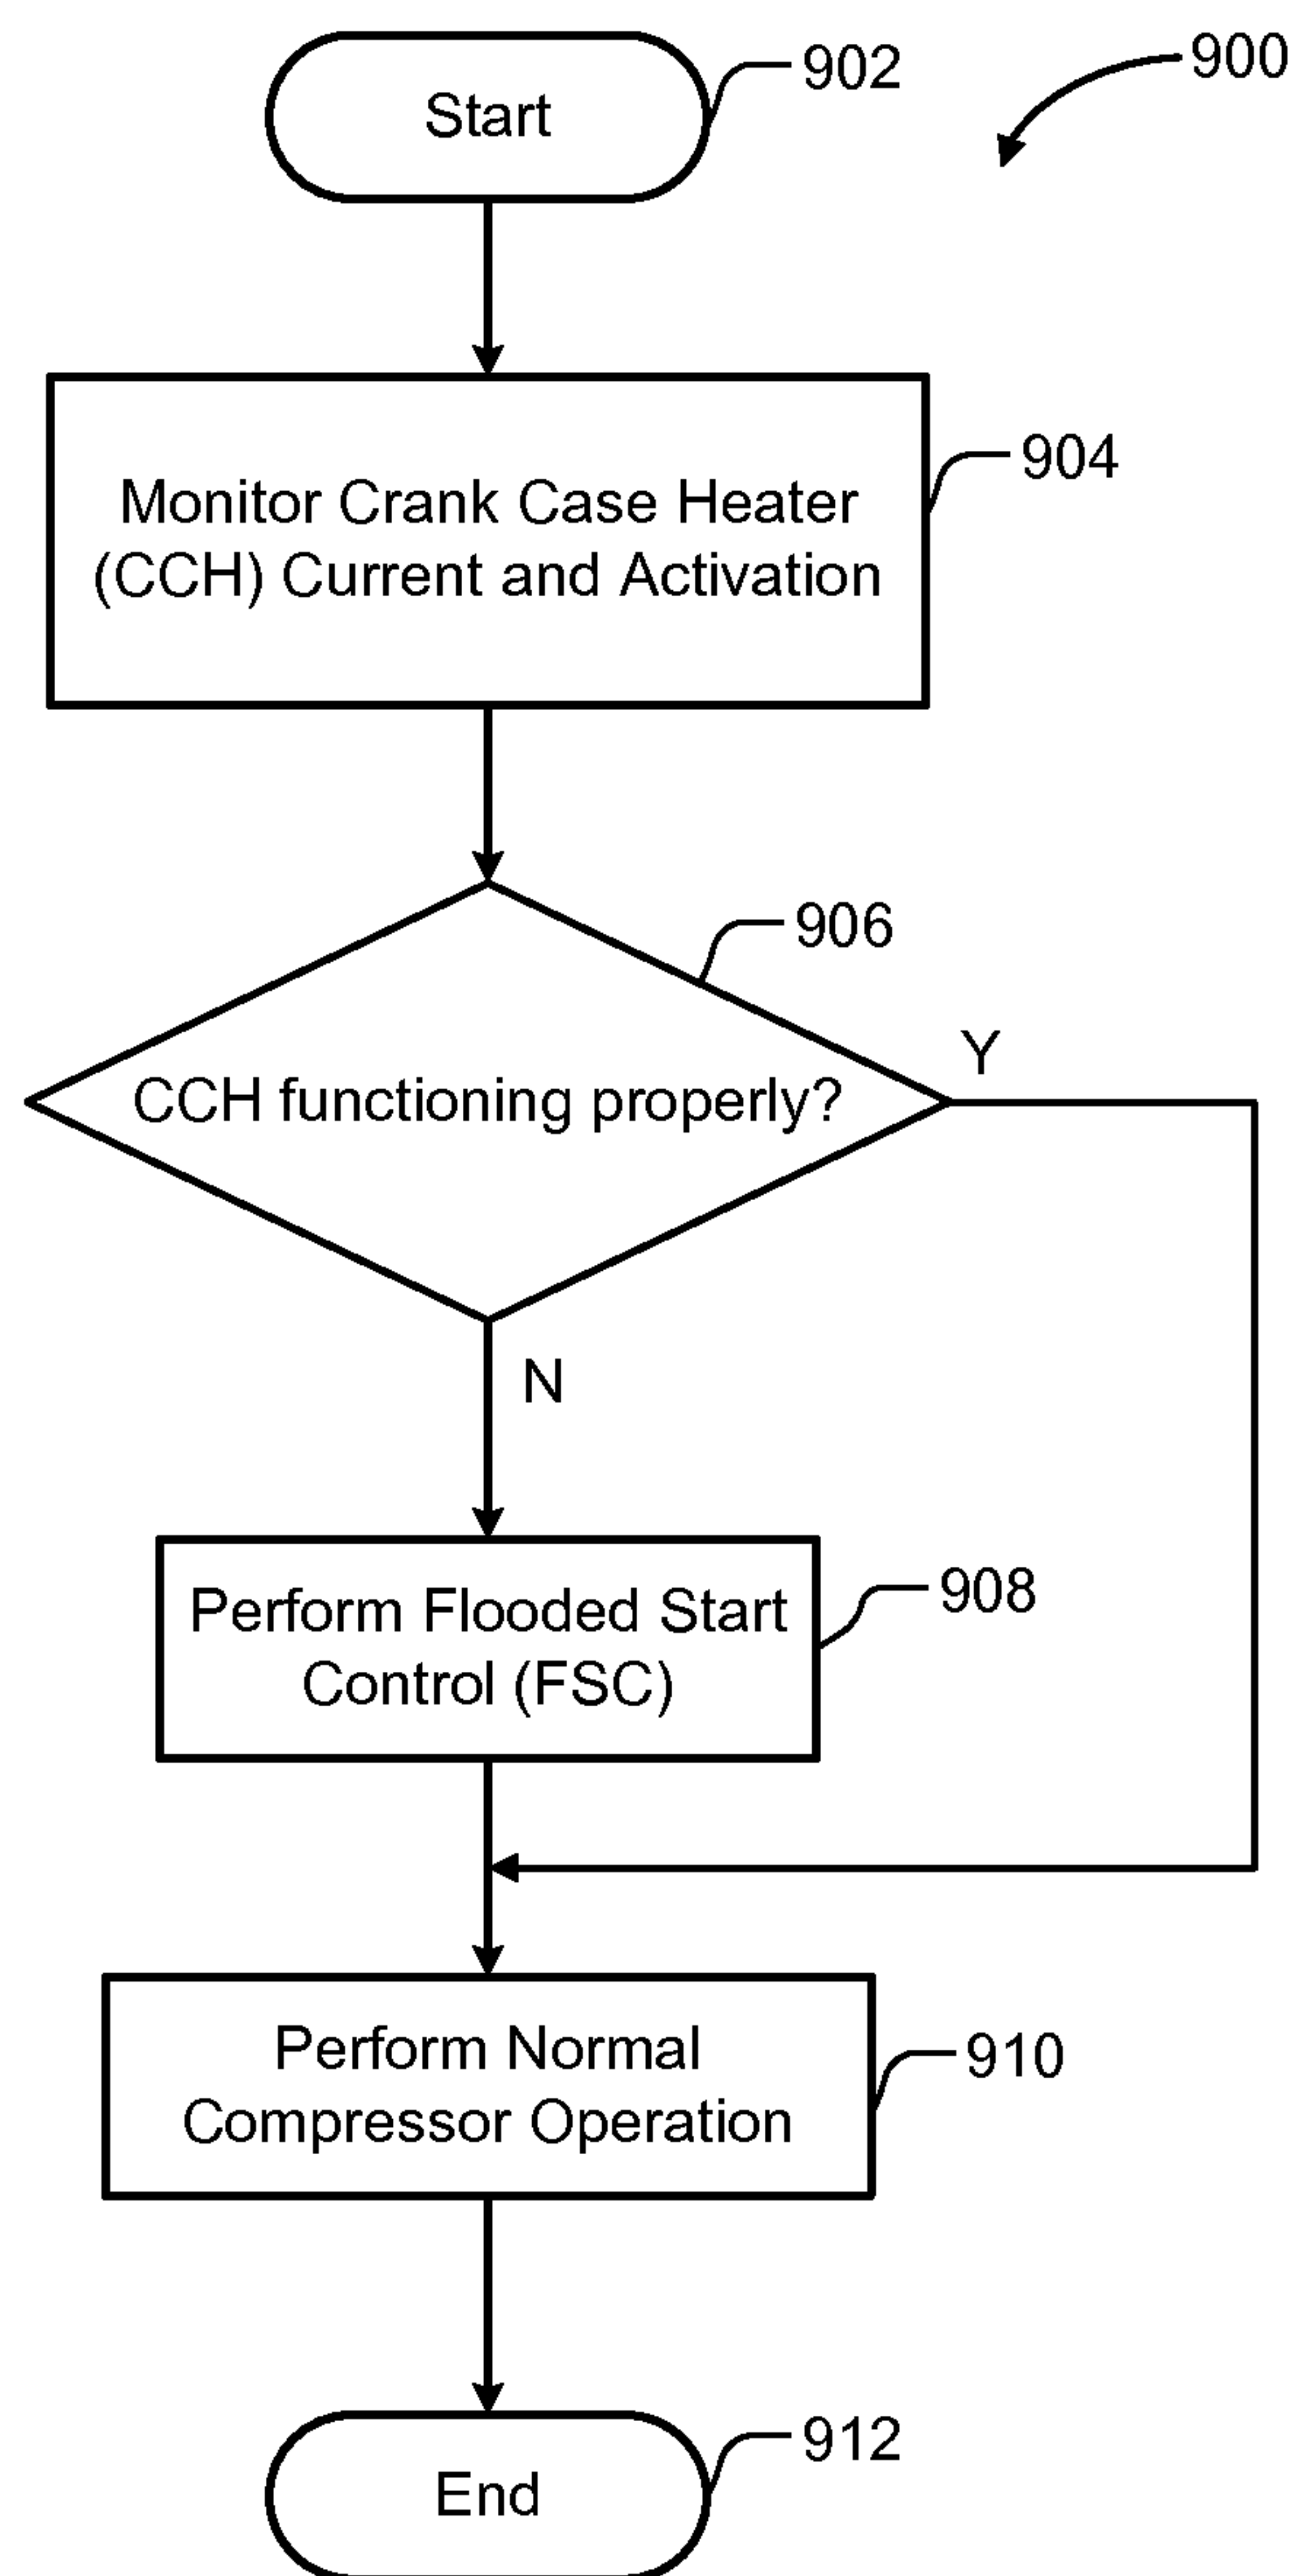 900
Start
902
Monitor Crank Case Heater
(CCH) Current and Activation
904
906
CCH functioning properly?
Y
N
Perform Flooded Start
Control (FSC)
908
Perform Normal
Compressor Operation
910
End
912